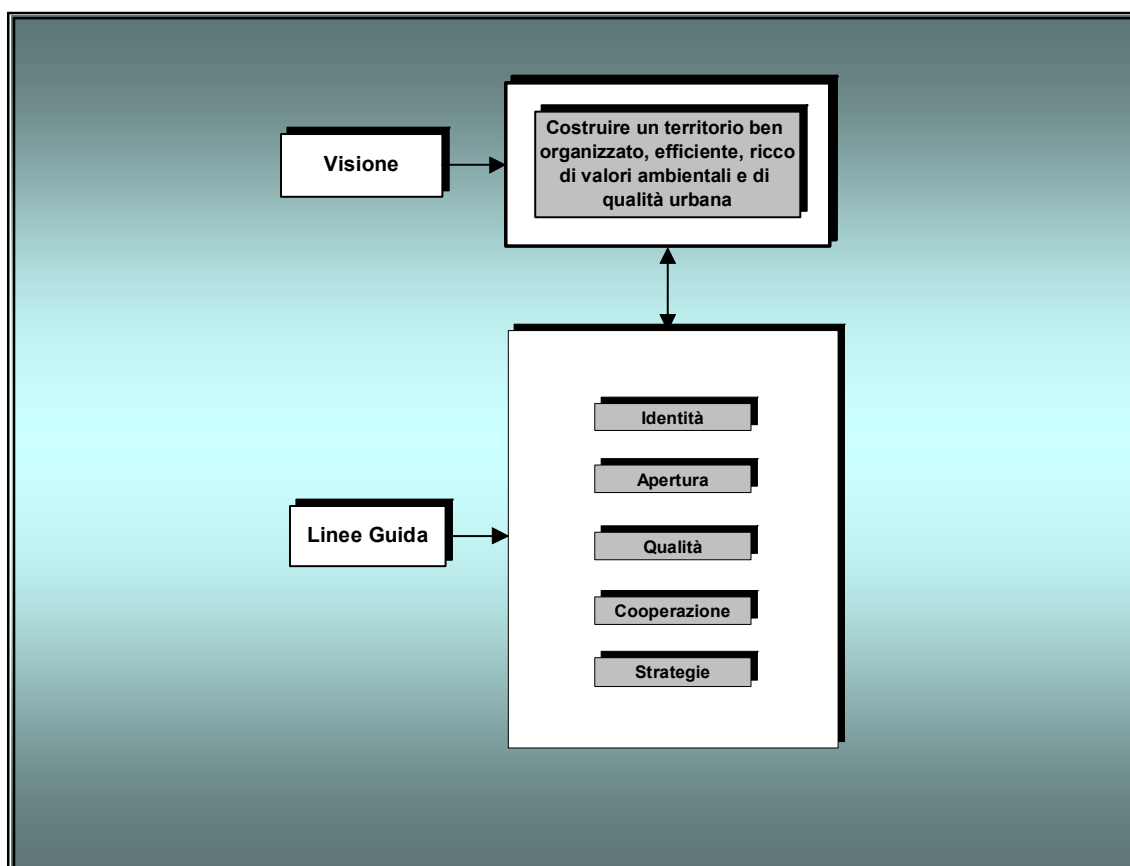 Visione
Costruire un territorio ben
organizzato, efficiente, ricco
di valori ambientali e di
qualità urbana
Linee Guida
Identità
Apertura
Qualità
Cooperazione
Strategie